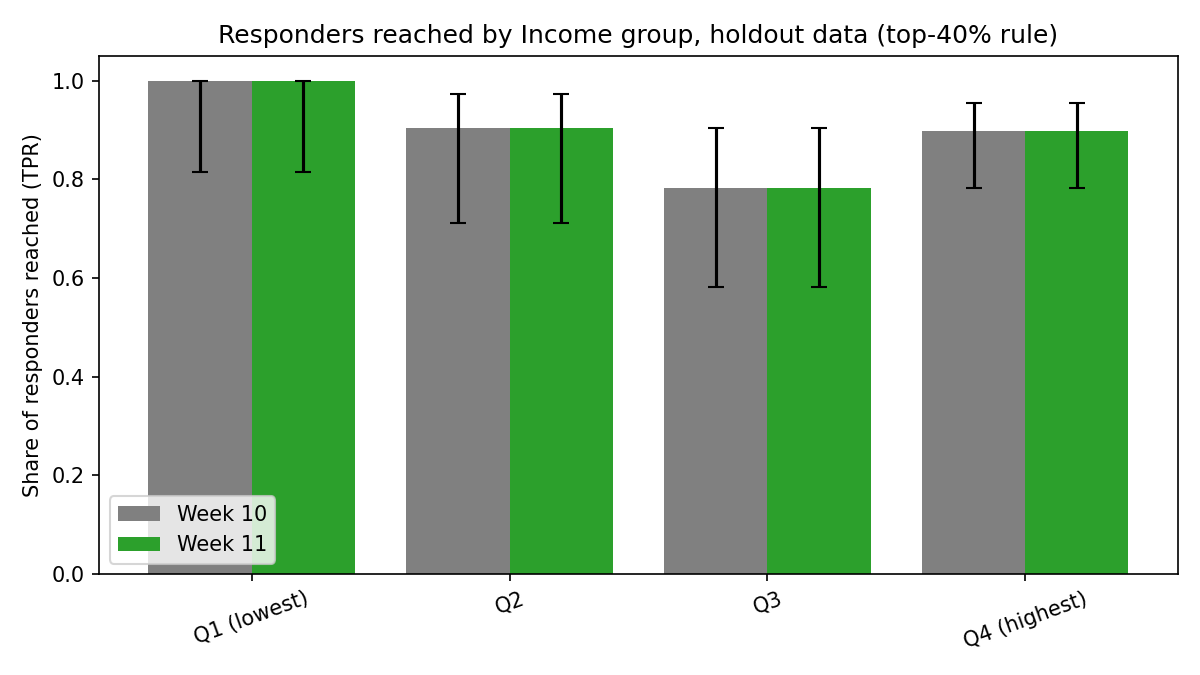 Responders reached by Income group, holdout data (top-40% rule)
Share of responders reached (TPR)
1.0
0.8
0.6
0.4
0.2
0.0
Week 10
Week 11
Q1 (lowest)
Q2
Q3
Q4 (highest)